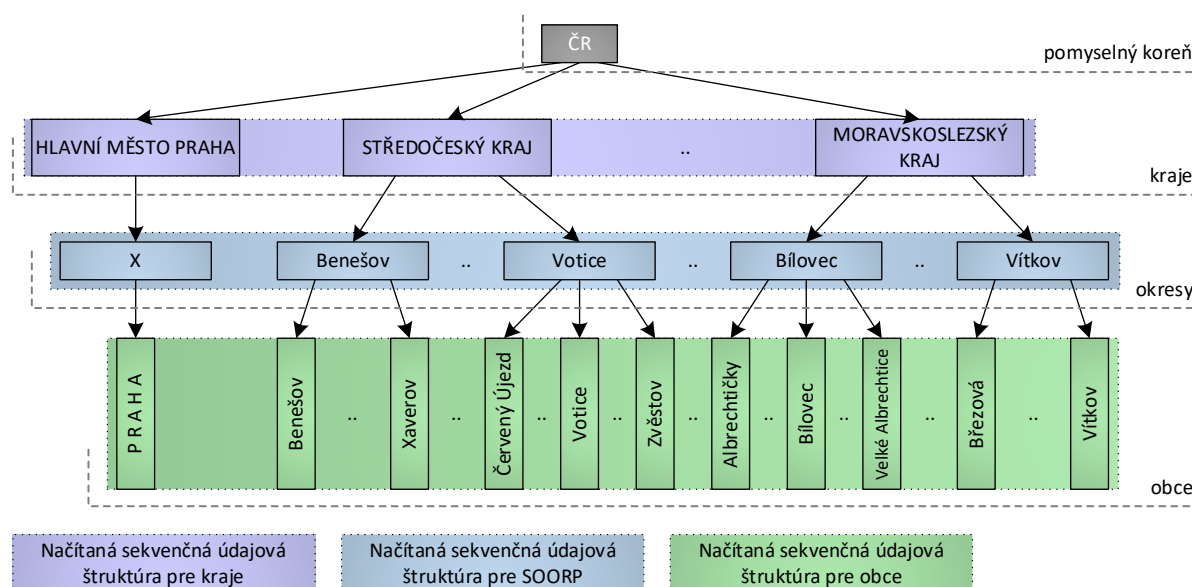 ČR
pomyselný koreň
HLAVNÍ MĚSTO PRAHA
STŘEDOČESKÝ KRAJ
..
MORAVSKOSLEZSKÝ
KRAJ
kraje
X
Benešov
..
Votice
..
Bílovec
..
Vítkov
okresy
P R A H A
Benešov
..
Xaverov
..
Červený Újezd
..
Votice
..
Zvěstov
..
Albrechtičky
..
Bílovec
..
Velké Albrechtice
..
Březová
..
Vítkov
obce
Načítaná sekvenčná údajová
štruktúra pre kraje
Načítaná sekvenčná údajová
štruktúra pre SOORP
Načítaná sekvenčná údajová
štruktúra pre obce